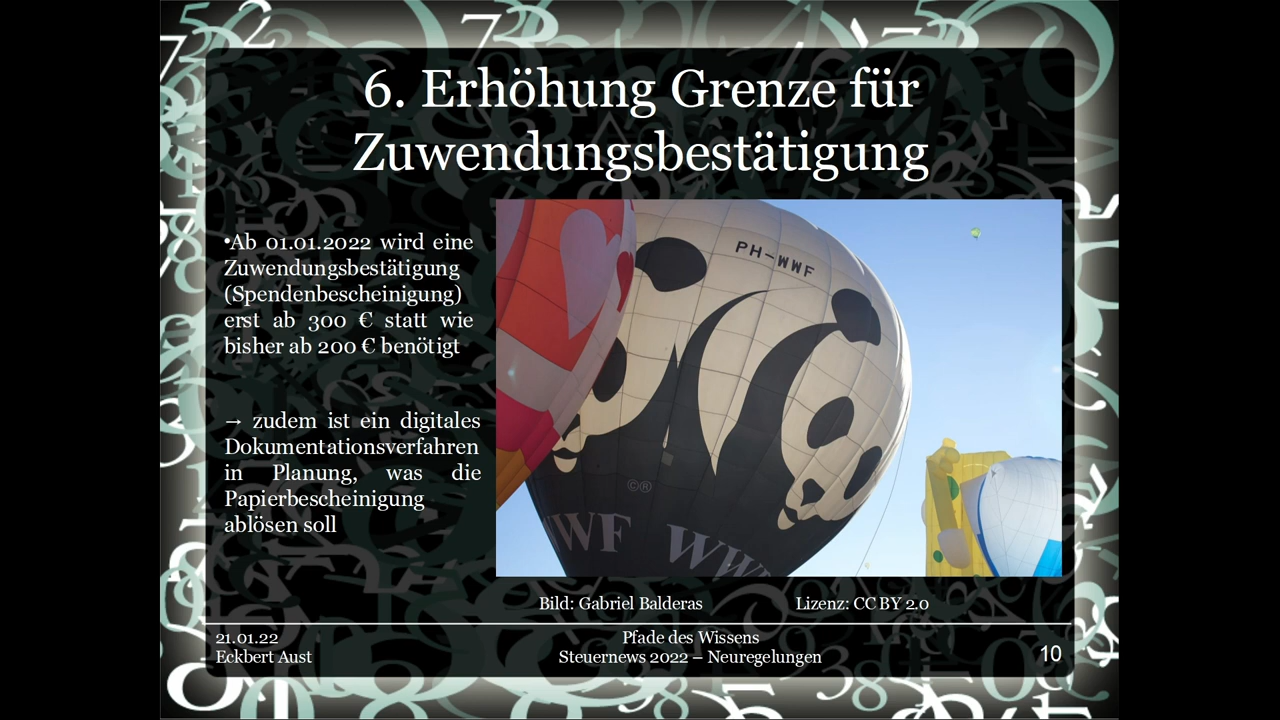 6. Erhöhung Grenze für
Zuwendungsbestätigung
•Ab 01.01.2022 wird eine
Zuwendungsbestätigung
(Spendenbescheinigung)
erst ab 300 € statt wie
bisher ab 200 € benötigt
→ zudem ist ein digitales
Dokumentationsverfahren
in Planung, was die
Papierbescheinigung
ablösen soll
PH-WWF
©®
WWF WWF
Bild: Gabriel Balderas Lizenz: CC BY 2.0
21.01.22
Eckbert Aust
Pfade des Wissens
Steuernews 2022 – Neuregelungen
10